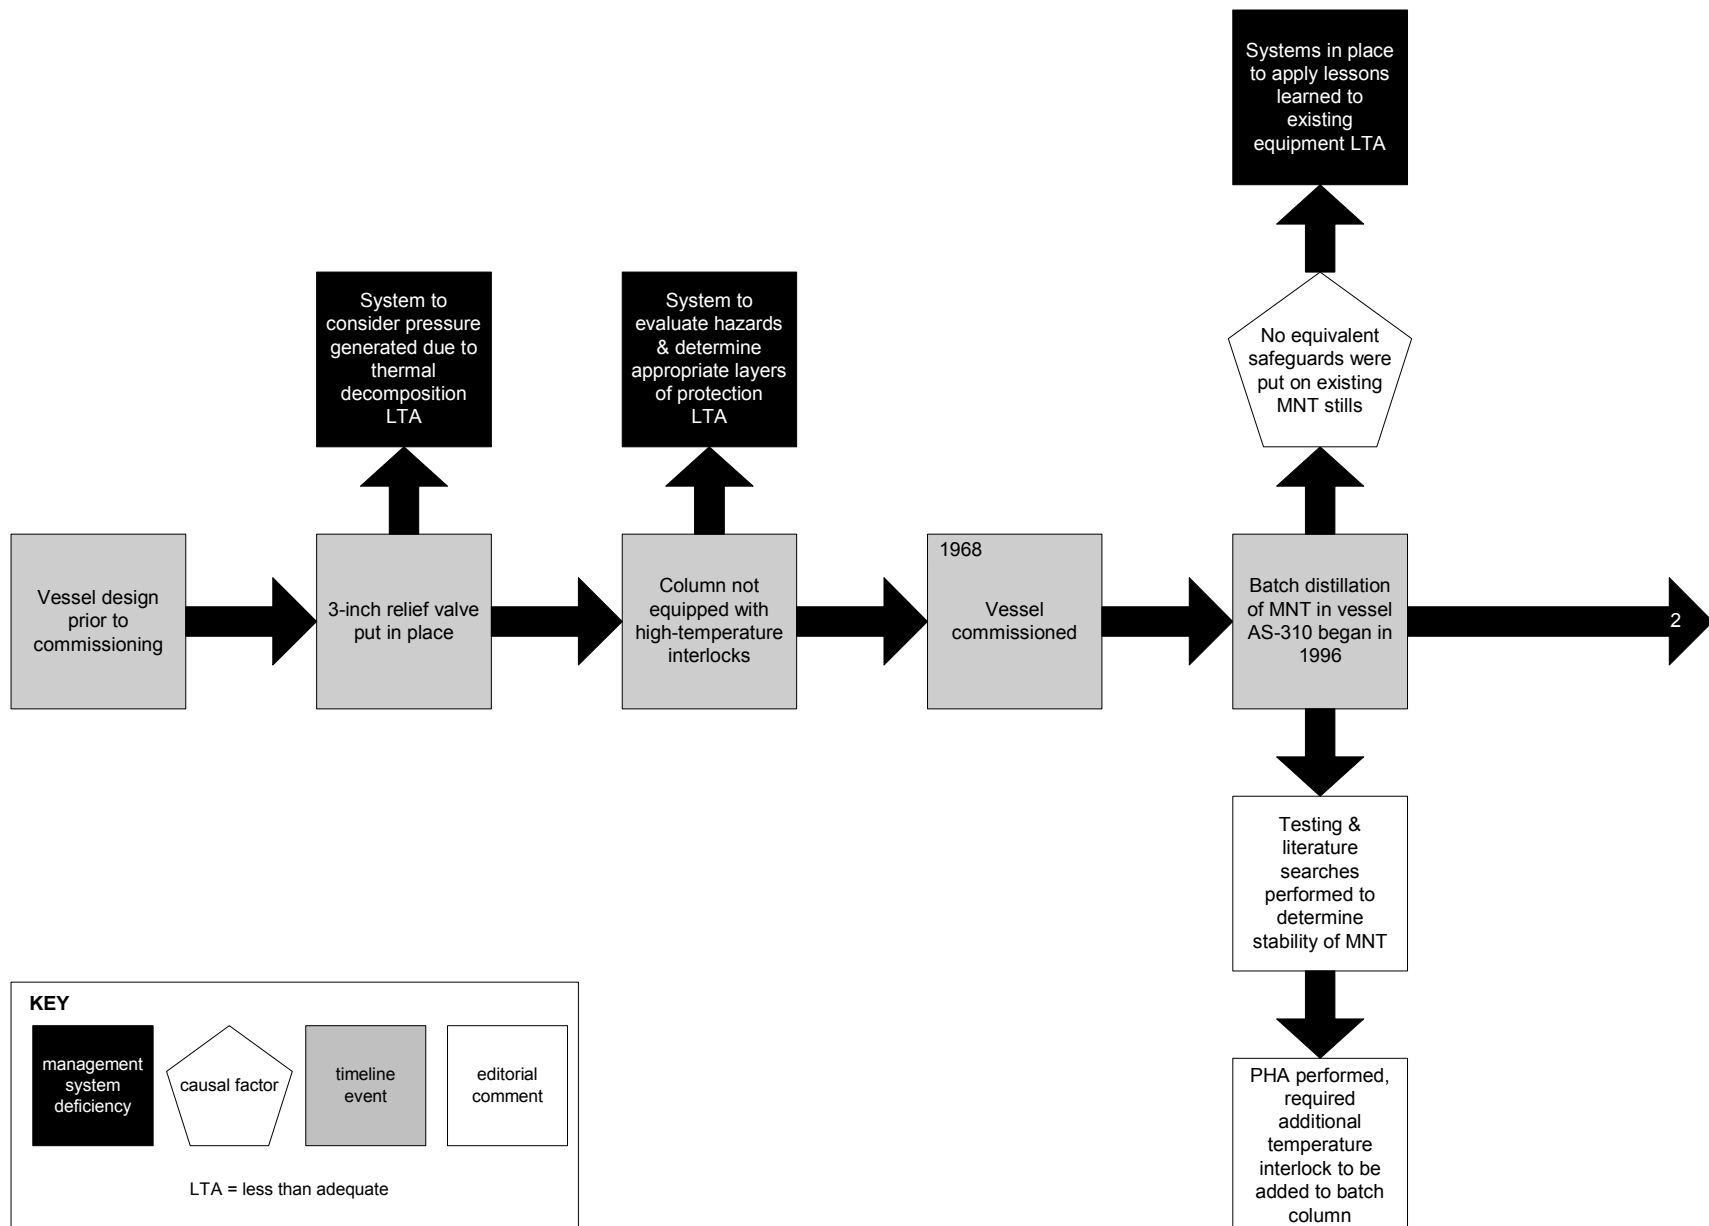 Systems in place
to apply lessons
learned to
existing
equipment LTA
System to
consider pressure
generated due to
thermal
decomposition
LTA
System to
evaluate hazards
& determine
appropriate layers
of protection
LTA
No equivalent
safeguards were
put on existing
MNT stills
Vessel design
prior to
commissioning
3-inch relief valve
put in place
Column not
equipped with
high-temperature
interlocks
1968
Vessel
commissioned
Batch distillation
of MNT in vessel
AS-310 began in
1996
2
Testing &
literature
searches
performed to
determine
stability of MNT
PHA performed,
required
additional
temperature
interlock to be
added to batch
column
KEY
management
system
deficiency
causal factor
timeline
event
editorial
comment
LTA = less than adequate